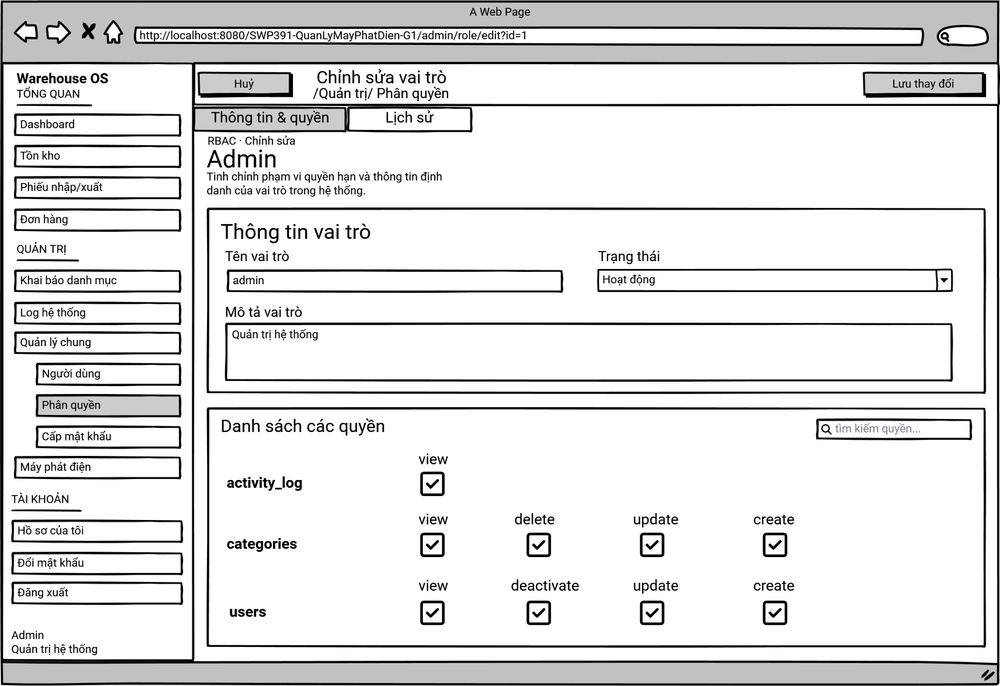 A Web Page
http://localhost:8080/SWP391-QuanLyMayPhatDien-G1/admin/role/edit?id=1
Warehouse OS
TỔNG QUAN
Dashboard
Tồn kho
Phiếu nhập/xuất
Đơn hàng
QUẢN TRỊ
Khai báo danh mục
Log hệ thống
Quản lý chung
Người dùng
Phân quyền
Cấp mật khẩu
Máy phát điện
TÀI KHOẢN
Hồ sơ của tôi
Đổi mật khẩu
Đăng xuất
Admin
Quản trị hệ thống
Huỷ
Chỉnh sửa vai trò
/Quản trị/ Phân quyền
Lưu thay đổi
Thông tin & quyền
Lịch sử
RBAC · Chỉnh sửa
Admin
Tinh chỉnh phạm vi quyền hạn và thông tin định
danh của vai trò trong hệ thống.
Thông tin vai trò
Tên vai trò
Trạng thái
admin
Hoạt động
Mô tả vai trò
Quản trị hệ thống
Danh sách các quyền
tìm kiếm quyền...
view
activity_log
view delete update create
categories
view deactivate update create
users